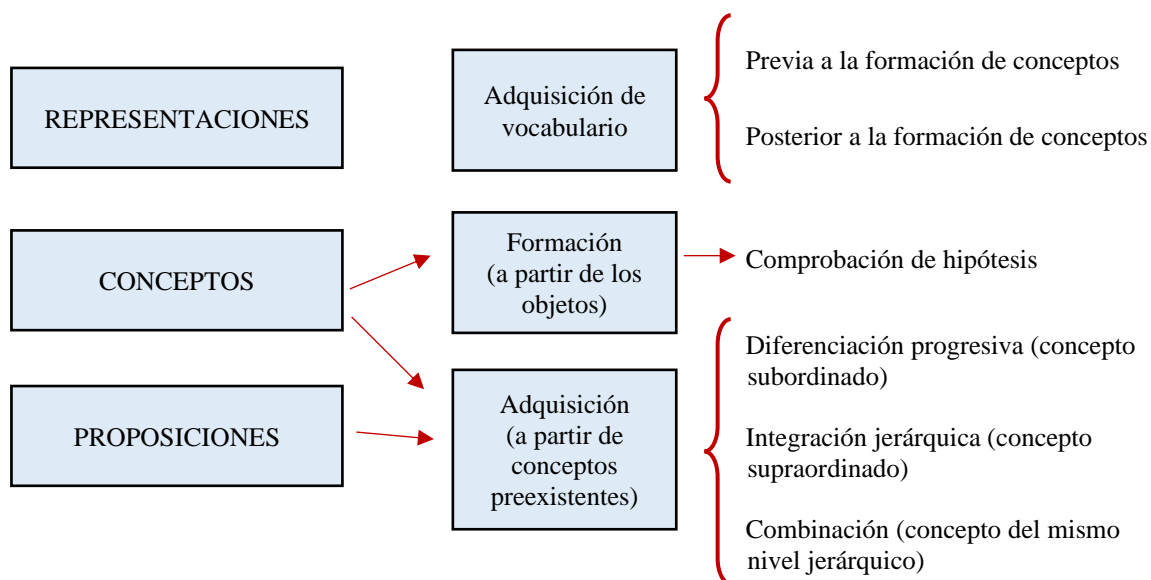 REPRESENTACIONES
Adquisición de
vocabulario
Previa a la formación de conceptos
Posterior a la formación de conceptos
CONCEPTOS
Formación
(a partir de los
objetos)
Comprobación de hipótesis
PROPOSICIONES
Adquisición
(a partir de
conceptos
preexistentes)
Diferenciación progresiva (concepto
subordinado)
Integración jerárquica (concepto
supraordinado)
Combinación (concepto del mismo
nivel jerárquico)